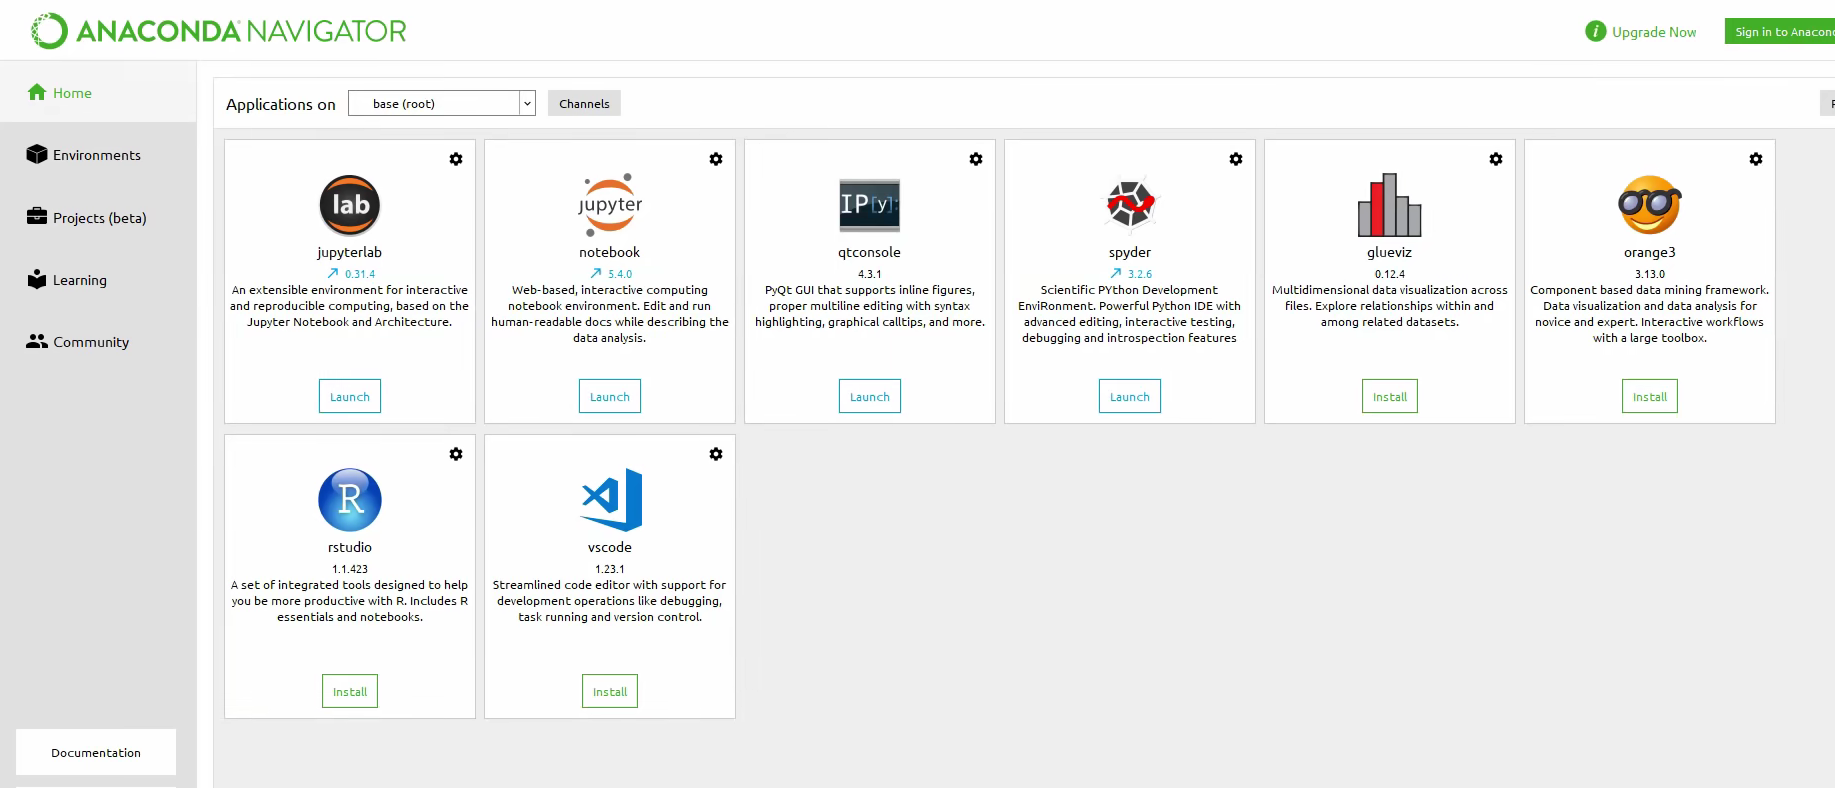 ANACONDA NAVIGATOR
i Upgrade Now
Sign in to
Home
Environments
Projects (beta)
Learning
Community
Documentation
Applications on base (root) Channels
lab
jupyterlab
0.31.4
An extensible environment for interactive
and reproducible computing, based on the
Jupyter Notebook and Architecture.
Launch
jupyter
notebook
5.4.0
Web-based, interactive computing
notebook environment. Edit and run
human-readable docs while describing the
data analysis.
Launch
IP[y]:
qtconsole
4.3.1
PyQt GUI that supports inline figures,
proper multiline editing with syntax
highlighting, graphical calltips, and more.
Launch
spyder
3.2.6
Scientific PYthon Development
EnviRonment. Powerful Python IDE with
advanced editing, interactive testing,
debugging and introspection features
Launch
glueviz
0.12.4
Multidimensional data visualization across
files. Explore relationships within and
among related datasets.
Install
orange3
3.13.0
Component based data mining framework.
Data visualization and data analysis for
novice and expert. Interactive workflows
with a large toolbox.
Install
R
rstudio
1.1.423
A set of integrated tools designed to help
you be more productive with R. Includes R
essentials and notebooks.
Install
vscode
1.23.1
Streamlined code editor with support for
development operations like debugging,
task running and version control.
Install